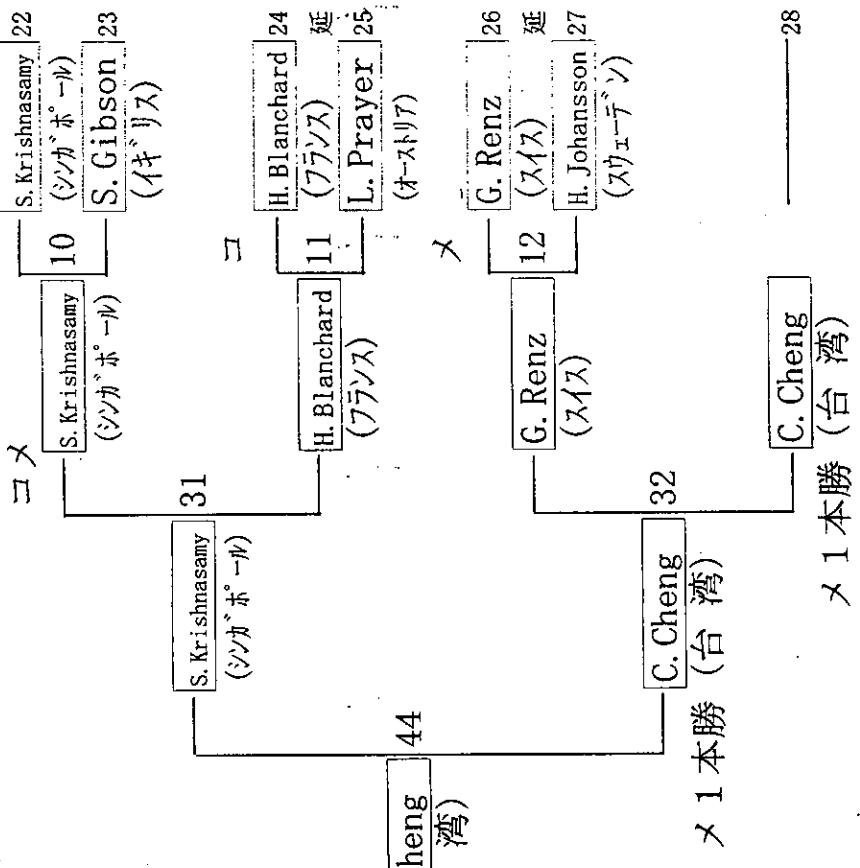 S. Krishnasamy
(シンガポール)
22
S. Gibson
(イギリス)
23
H. Blanchard
(フランス)
24
延
L. Prayer
(オーストリア)
25
G. Renz
(スイス)
26
延
H. Johansson
(スウェーデン)
27
28
10
コ
11
メ
12
コメ
S. Krishnasamy
(シンガポール)
H. Blanchard
(フランス)
G. Renz
(スイス)
C. Cheng
(台 湾)
メ1本勝
31
32
S. Krishnasamy
(シンガポール)
C. Cheng
(台 湾)
メ1本勝
44
heng
湾)